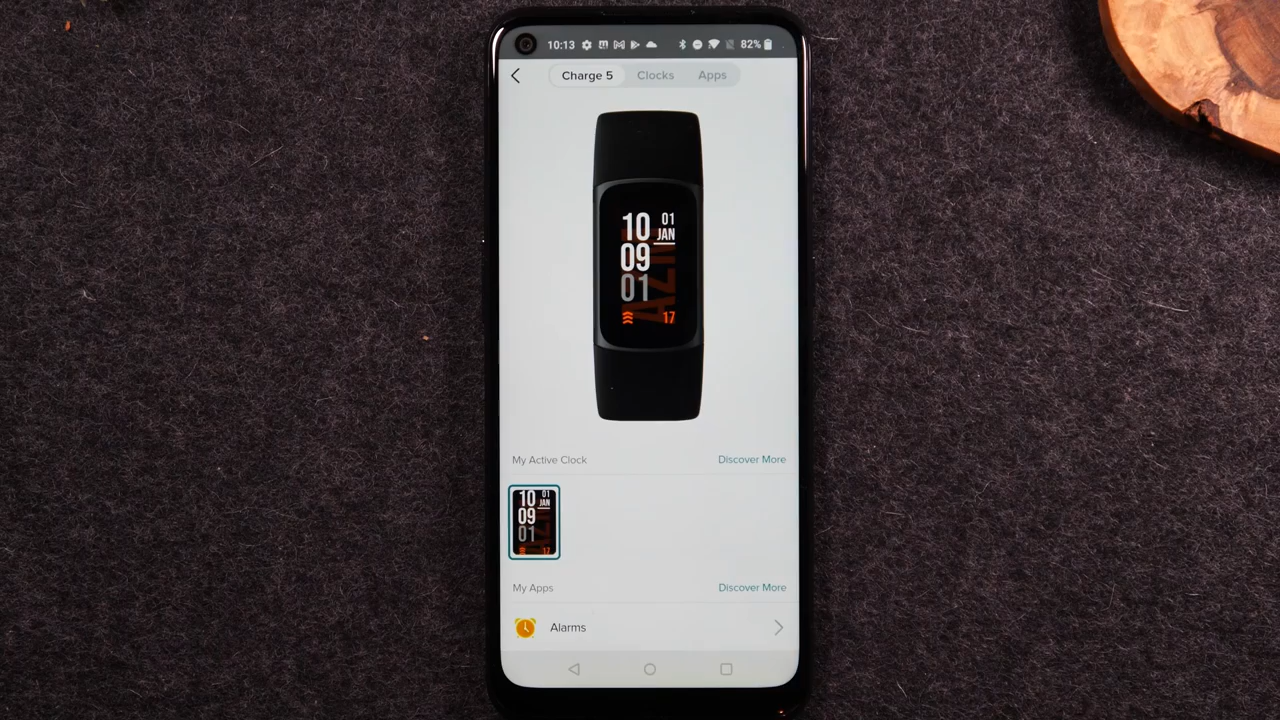 10:13 82%
Charge 5 Clocks Apps
10 01
JAN
09
AZM
01
17
My Active Clock Discover More
10 01
JAN
09
01
17
My Apps Discover More
Alarms